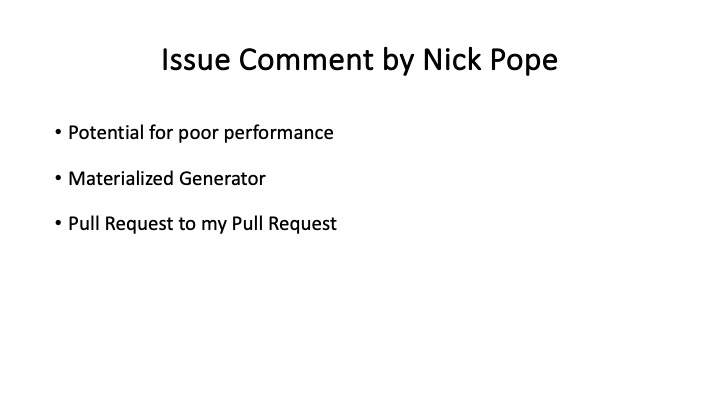 Issue Comment by Nick Pope
• Potential for poor performance
• Materialized Generator
• Pull Request to my Pull Request